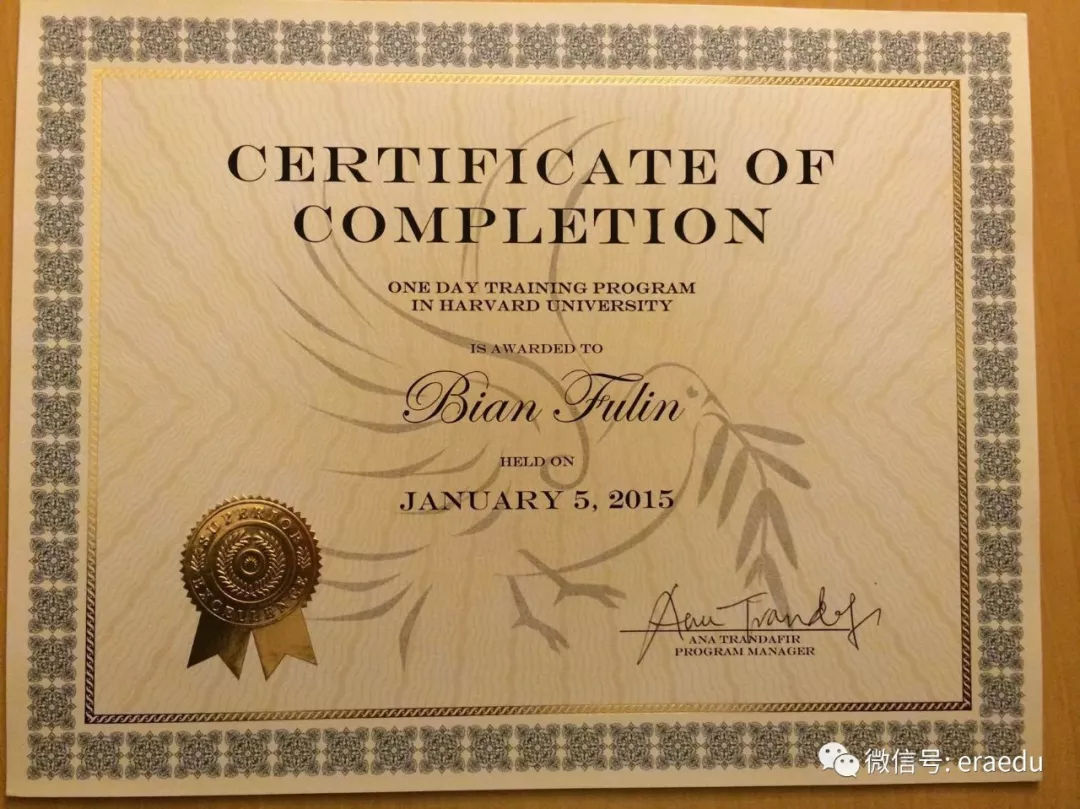 CERTIFICATE OF
COMPLETION
ONE DAY TRAINING PROGRAM
IN HARVARD UNIVERSITY
IS AWARDED TO
Bian Fulin
HELD ON
JANUARY 5, 2015
SUPERIOR
EXCELLENCE
ANA TRANDAFIR
PROGRAM MANAGER
微信号: eraedu